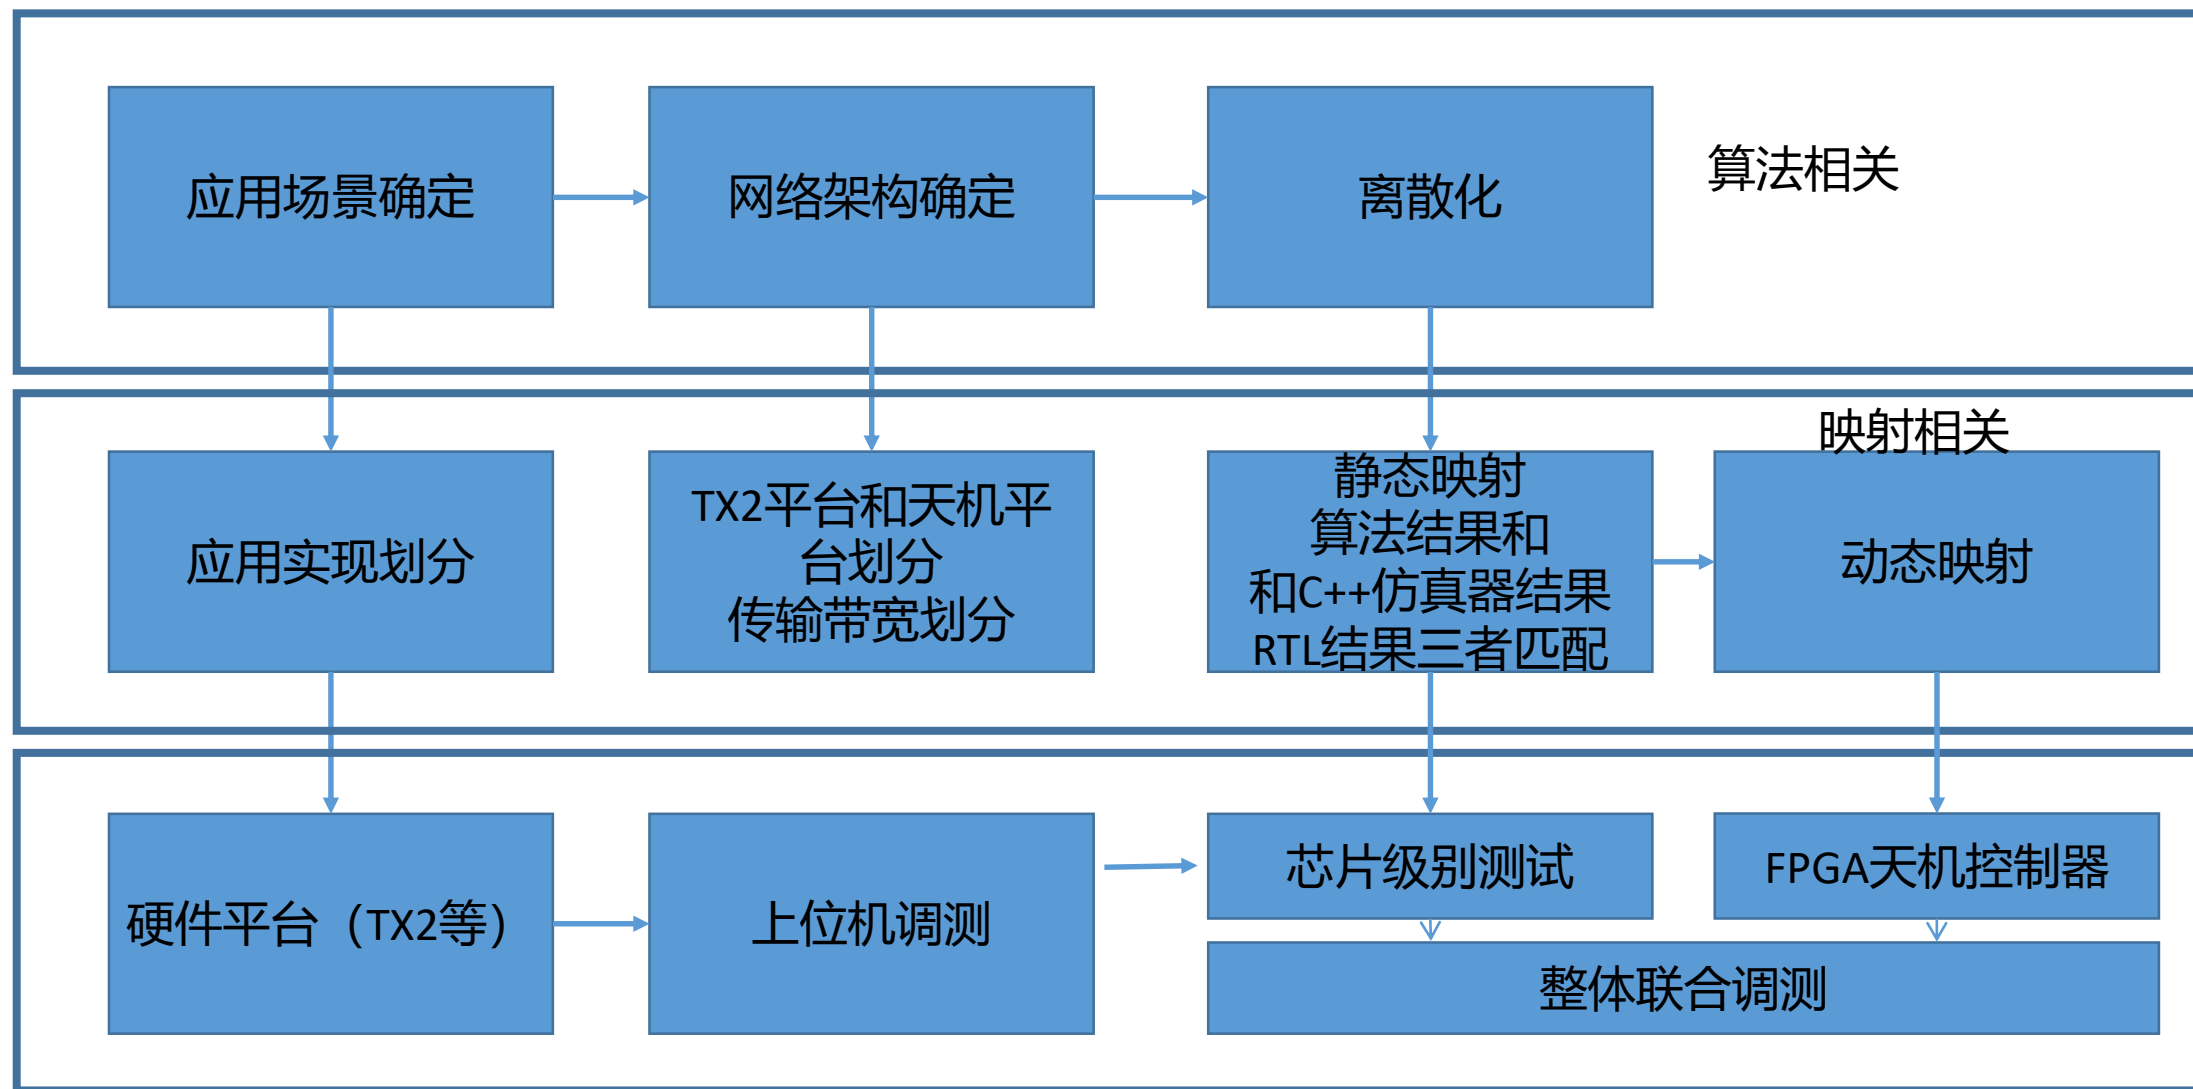 应用场景确定
网络架构确定
离散化
算法相关
映射相关
应用实现划分
TX2平台和天机平
台划分
传输带宽划分
静态映射
算法结果和
和C++仿真器结果
RTL结果三者匹配
动态映射
硬件平台（TX2等）
上位机调测
芯片级别测试
FPGA天机控制器
整体联合调测